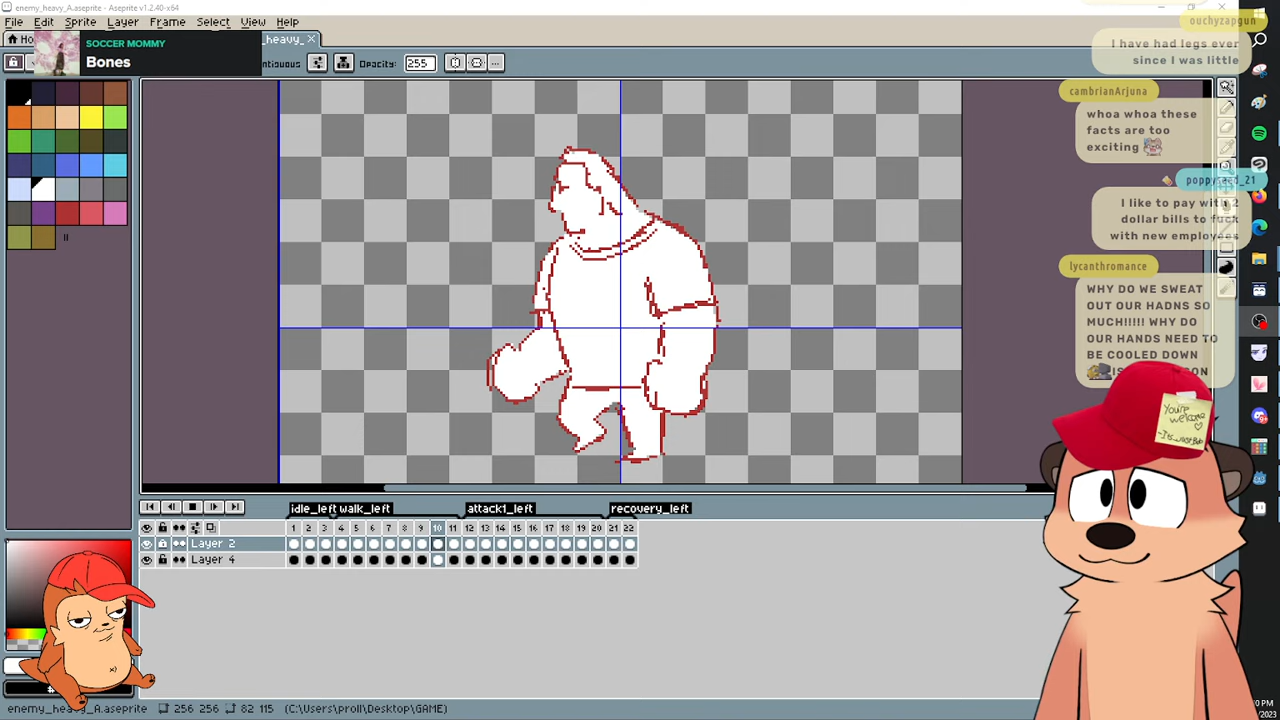 enemy_heavy_A.aseprite - Aseprite v1.2.40-x64
File Edit Sprite Layer Frame Select View Help
SOCCER MOMMY
Bones
_heavy_
Opacity: 255
ouchyzapgun
I have had legs ever
since I was little
cambrianArjuna
whoa whoa these
facts are too
exciting
I like to pay with 2
dollar bills to fuck
with new employees
lycanthromance
WHY DO WE SWEAT
OUT OUR HADNS SO
MUCH!!!!! WHY DO
OUR HANDS NEED TO
BE COOLED DOWN
You're
welcome
idle_left walk_left attack1_left recovery_left
1 2 3 4 5 6 7 8 9 10 11 12 13 14 15 16 17 18 19 20 21 22
Layer 2
Layer 4
enemy_heavy_A.aseprite 256 256 82 115 (C:\Users\proll\Desktop\GAME)